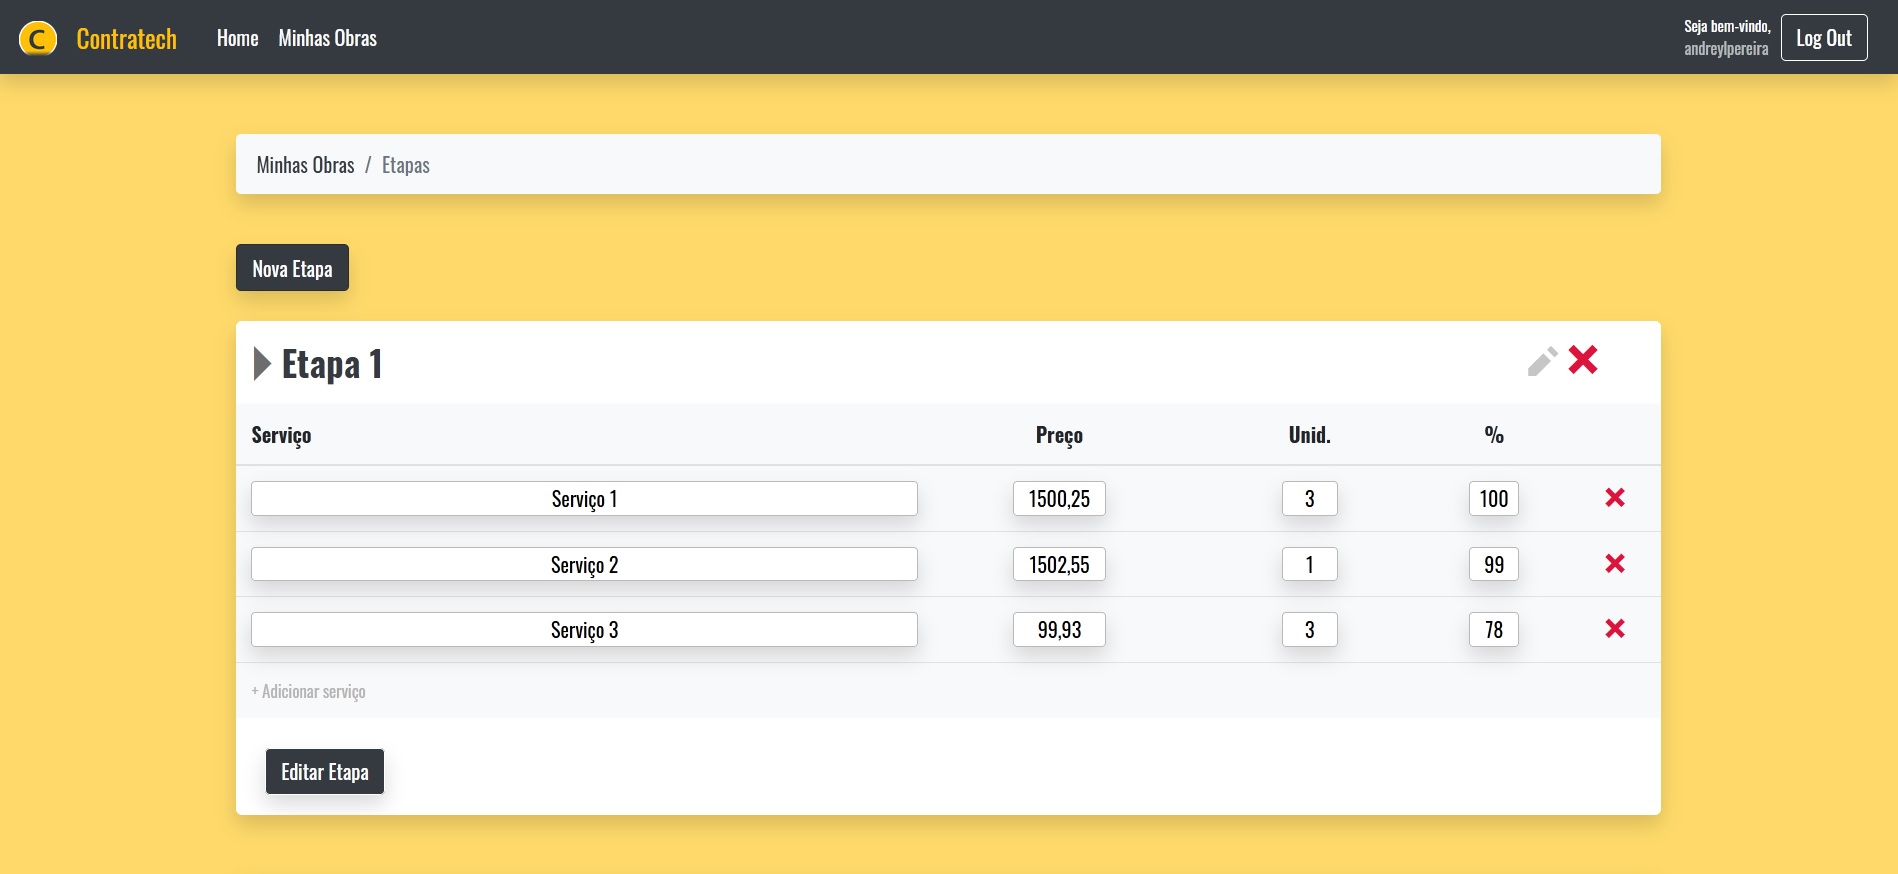 C Contratech Home Minhas Obras
Seja bem-vindo,
andreylpereira
Log Out
Minhas Obras / Etapas
Nova Etapa
Etapa 1
Serviço Preço Unid. %
Serviço 1 1500,25 3 100
Serviço 2 1502,55 1 99
Serviço 3 99,93 3 78
+ Adicionar serviço
Editar Etapa